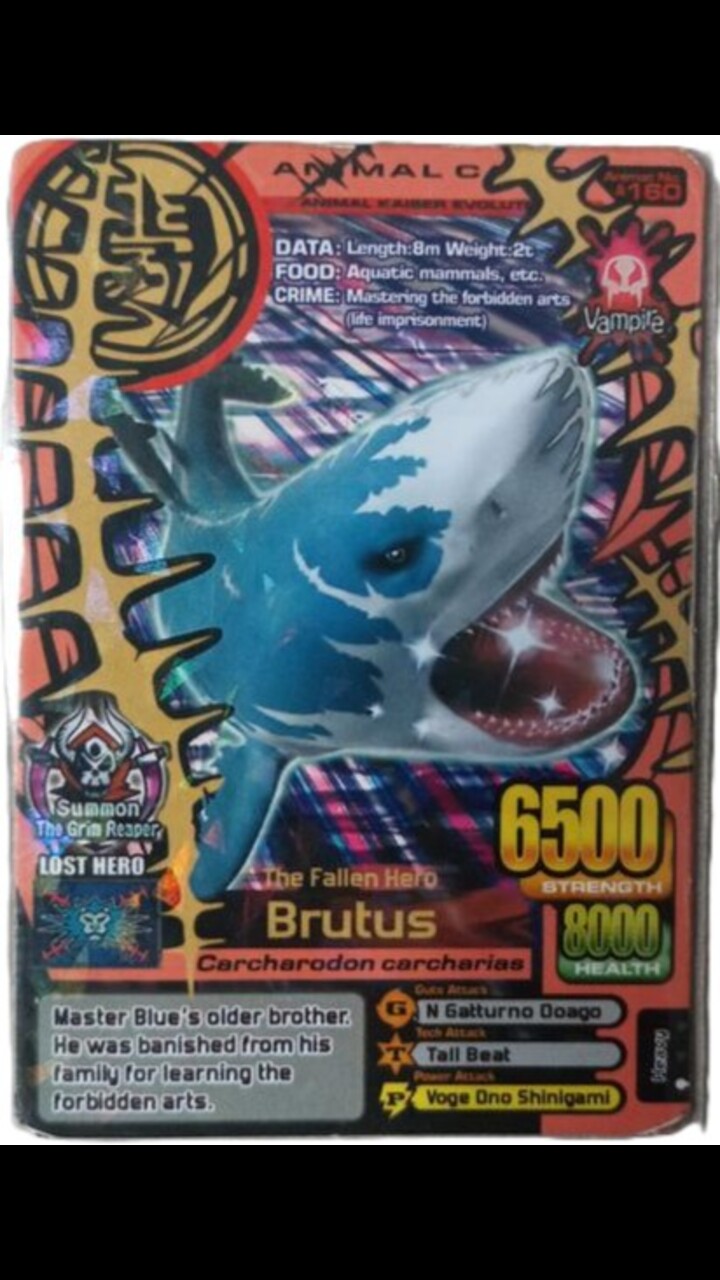 ANIMAL C
ANIMAL KAISER EVOLUT
Animal No.
A160
DATA: Length:8m Weight:2t
FOOD: Aquatic mammals, etc.
CRIME: Mastering the forbidden arts
(life imprisonment)
Vampire
Summon
The Grim Reaper
LOST HERO
6500
STRENGTH
The Fallen Hero
Brutus
8000
HEALTH
Carcharodon carcharias
Master Blue's older brother.
He was banished from his
family for learning the
forbidden arts.
Guts Attack
G N Gatturno Doago
Tech Attack
T Tail Beat
Power Attack
P Voge Ono Shinigami